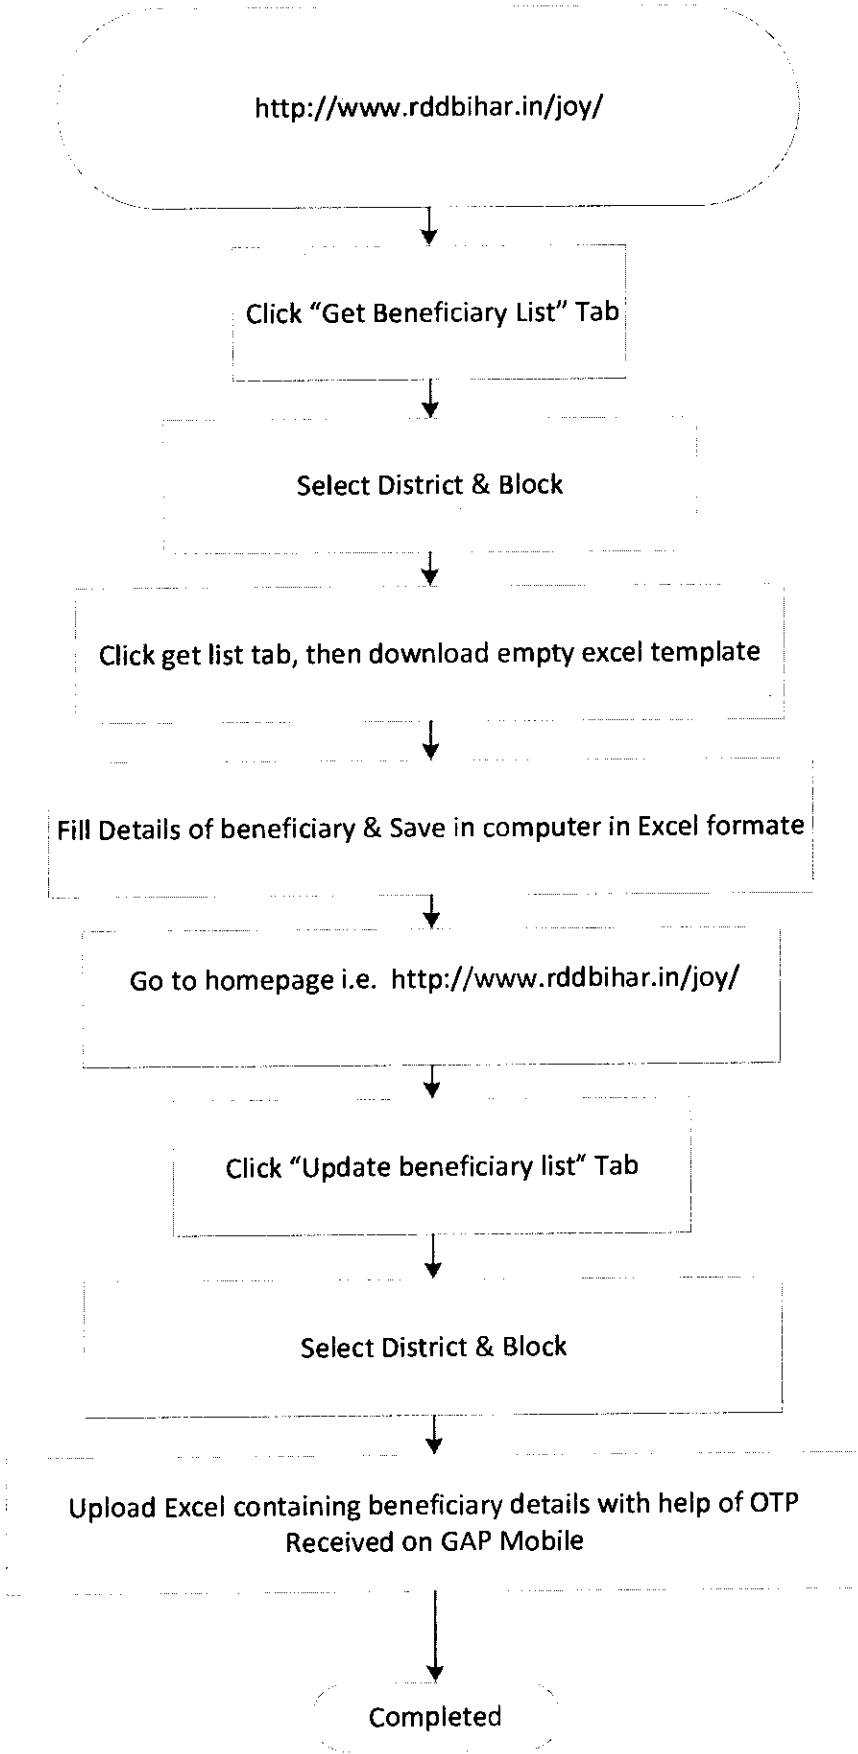 http://www.rddbihar.in/joy/
Click “Get Beneficiary List” Tab
Select District & Block
Click get list tab, then download empty excel template
Fill Details of beneficiary & Save in computer in Excel formate
Go to homepage i.e. http://www.rddbihar.in/joy/
Click “Update beneficiary list” Tab
Select District & Block
Upload Excel containing beneficiary details with help of OTP
Received on GAP Mobile
Completed